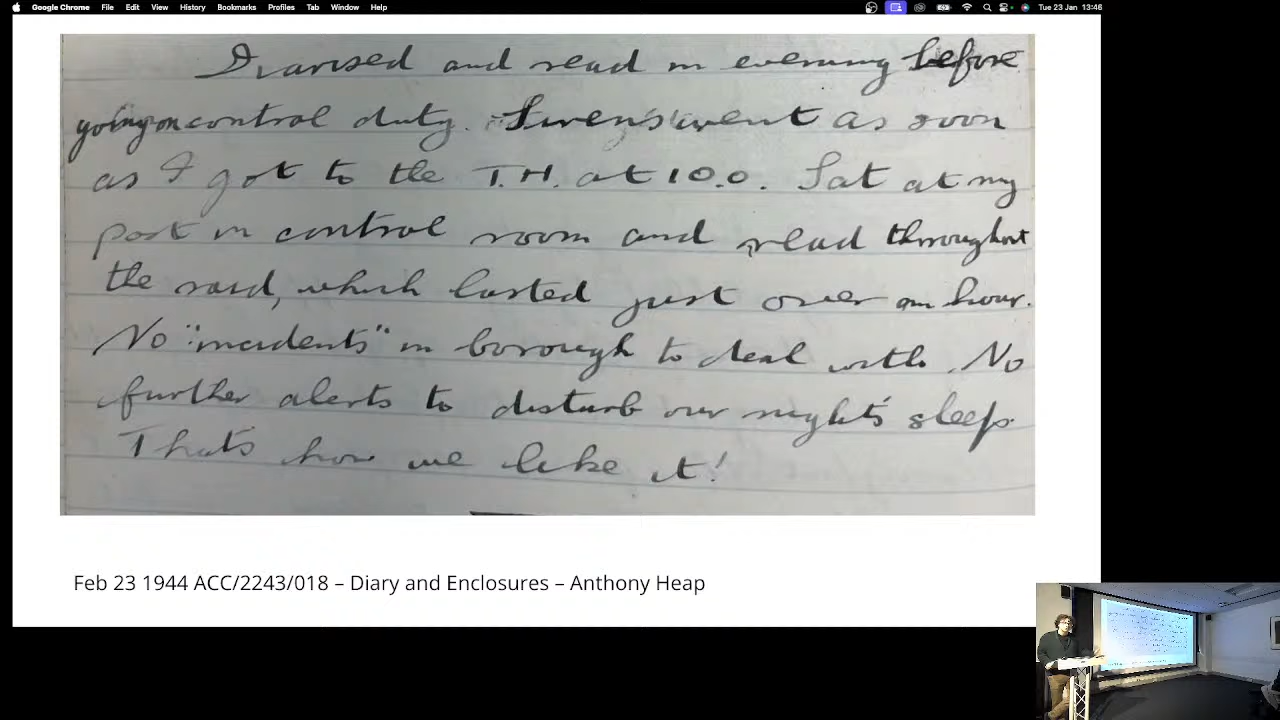 Google Chrome File Edit View History Bookmarks Profiles Tab Window Help Tue 23 Jan 13:46
Diarised and read in evening before
going on control duty. Sirens went as soon
as I got to the T.H. at 10.0. Sat at my
post in control room and read throughout
the raid, which lasted just over an hour.
No "incidents" in borough to deal with. No
further alerts to disturb our night's sleep.
Thats how we like it!
Feb 23 1944 ACC/2243/018 – Diary and Enclosures – Anthony Heap